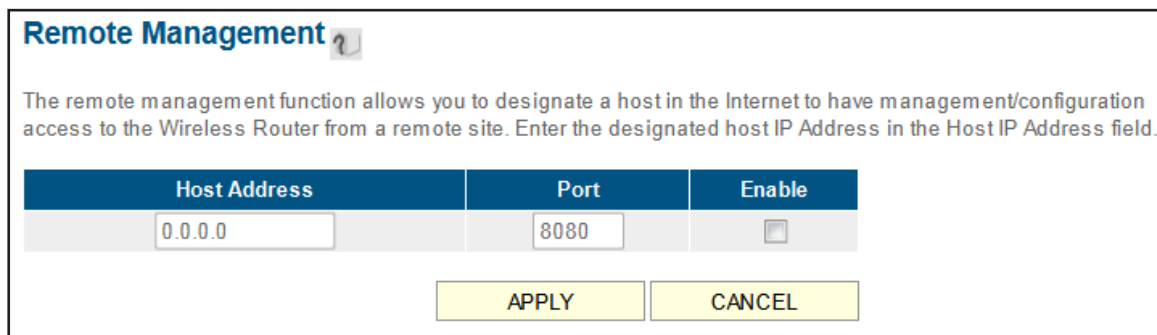 Remote Management
The remote management function allows you to designate a host in the Internet to have management/configuration
access to the Wireless Router from a remote site. Enter the designated host IP Address in the Host IP Address field.
Host Address Port Enable
0.0.0.0 8080
APPLY CANCEL